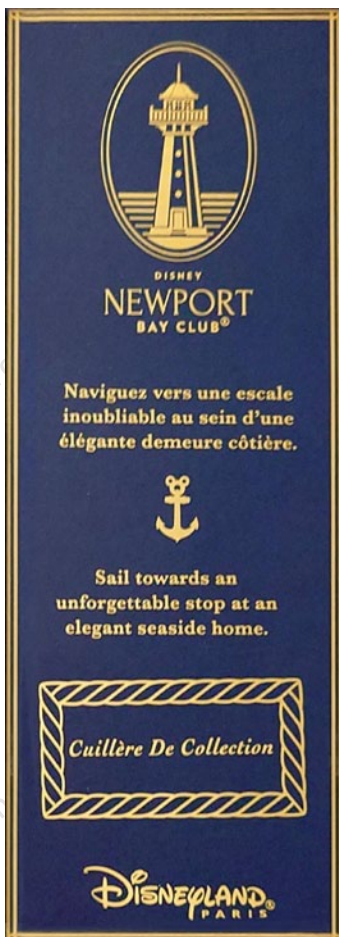 DISNEY
NEWPORT
BAY CLUB®
Naviguez vers une escale
inoubliable au sein d'une
élégante demeure côtière.
Sail towards an
unforgettable stop at an
elegant seaside home.
Cuillère De Collection
DISNEYLAND®
PARIS